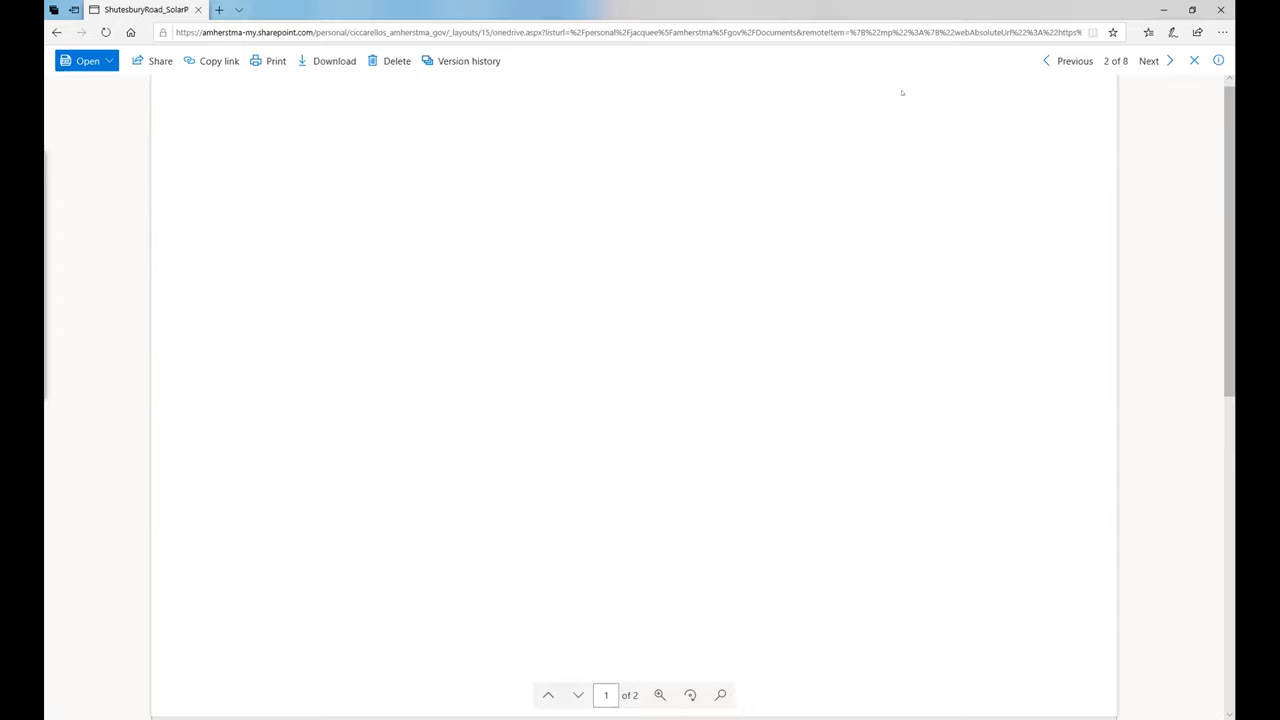 ShutesburyRoad_SolarP
https://amherstma-my.sharepoint.com/personal/ciccarellos_amherstma_gov/_layouts/15/onedrive.aspx?listurl=%2Fpersonal%2Fjacquee%5Famherstma%5Fgov%2FDocuments&remoteItem=%7B%22mp%22%3A%7B%22webAbsoluteUrl%22%3A%22https%
Open
Share
Copy link
Print
Download
Delete
Version history
Previous
2 of 8
Next
1 of 2